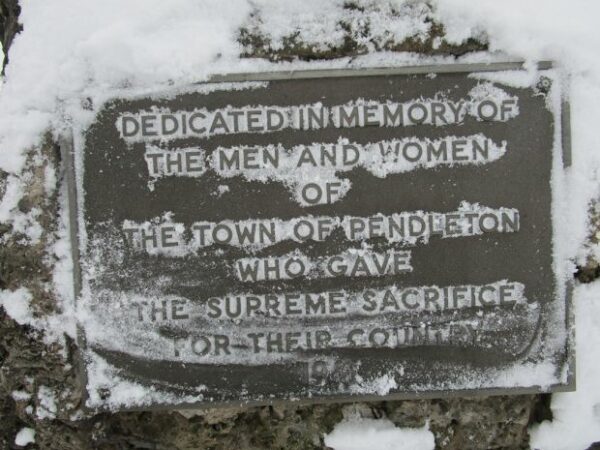 DEDICATED IN MEMORY OF
THE MEN AND WOMEN
OF
THE TOWN OF PENDLETON
WHO GAVE
THE SUPREME SACRIFICE
FOR THEIR COUNTRY